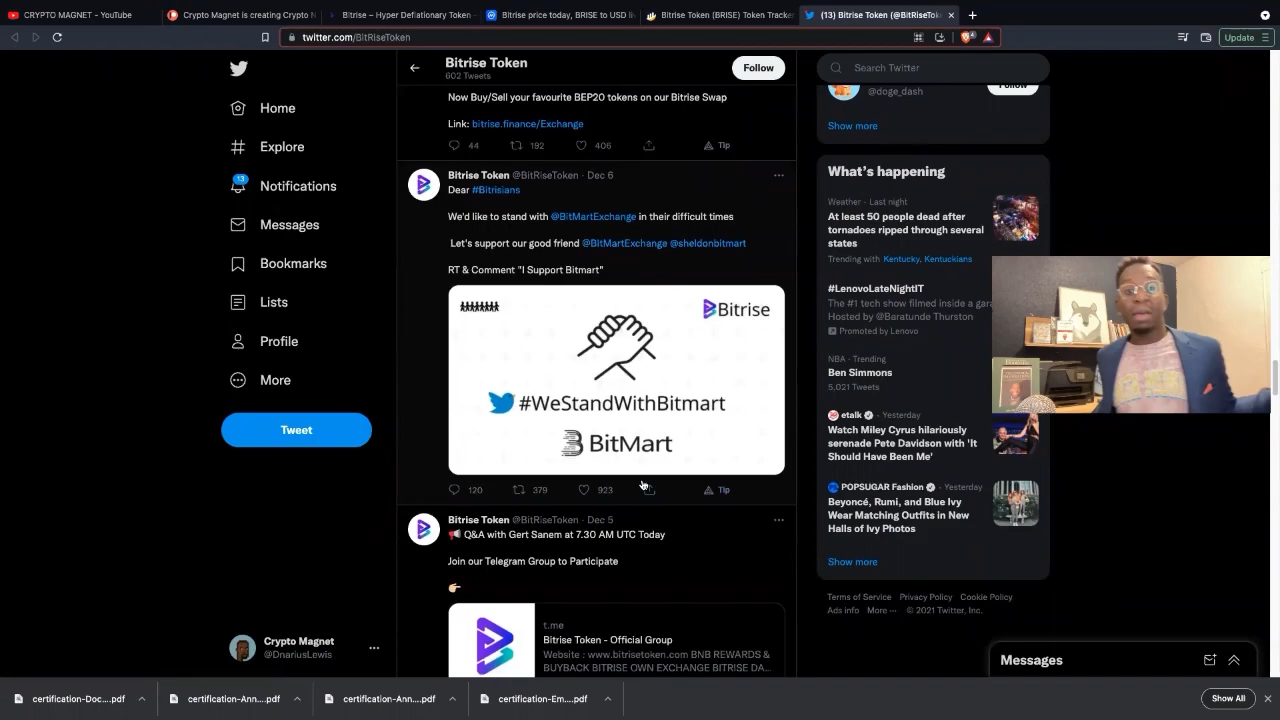 CRYPTO MAGNET - YouTube
Crypto Magnet is creating Crypto N
Bitrise – Hyper Deflationary Token -
Bitrise price today, BRISE to USD li
Bitrise Token (BRISE) Token Tracke
(13) Bitrise Token (@BitRiseTok
twitter.com/BitRiseToken
Update
Home
Explore
13
Notifications
Messages
Bookmarks
Lists
Profile
More
Tweet
Crypto Magnet
@DnariusLewis
Bitrise Token
602 Tweets
Follow
Now Buy/Sell your favourite BEP20 tokens on our Bitrise Swap
Link: bitrise.finance/Exchange
44 192 406 Tip
Bitrise Token @BitRiseToken · Dec 6
Dear #Bitrisians
We'd like to stand with @BitMartExchange in their difficult times
Let's support our good friend @BitMartExchange @sheldonbitmart
RT & Comment "I Support Bitmart"
Bitrise
#WeStandWithBitmart
BitMart
120 379 923 Tip
Bitrise Token @BitRiseToken · Dec 5
Q&A with Gert Sanem at 7.30 AM UTC Today
Join our Telegram Group to Participate
t.me
Bitrise Token - Official Group
Website : www.bitrisetoken.com BNB REWARDS &
BUYBACK BITRISE OWN EXCHANGE BITRISE DA...
Search Twitter
@doge_dash
Follow
Show more
What's happening
Weather · Last night
At least 50 people dead after
tornadoes ripped through several
states
Trending with Kentucky, Kentuckians
#LenovoLateNightIT
The #1 tech show filmed inside a gara
Hosted by @Baratunde Thurston
Promoted by Lenovo
NBA · Trending
Ben Simmons
5,021 Tweets
etalk · Yesterday
Watch Miley Cyrus hilariously
serenade Pete Davidson with 'It
Should Have Been Me'
POPSUGAR Fashion · Yesterday
Beyoncé, Rumi, and Blue Ivy
Wear Matching Outfits in New
Halls of Ivy Photos
Show more
Terms of Service Privacy Policy Cookie Policy
Ads info More ··· © 2021 Twitter, Inc.
Messages
certification-Doc....pdf
certification-Ann....pdf
certification-Ann....pdf
certification-Em....pdf
Show All